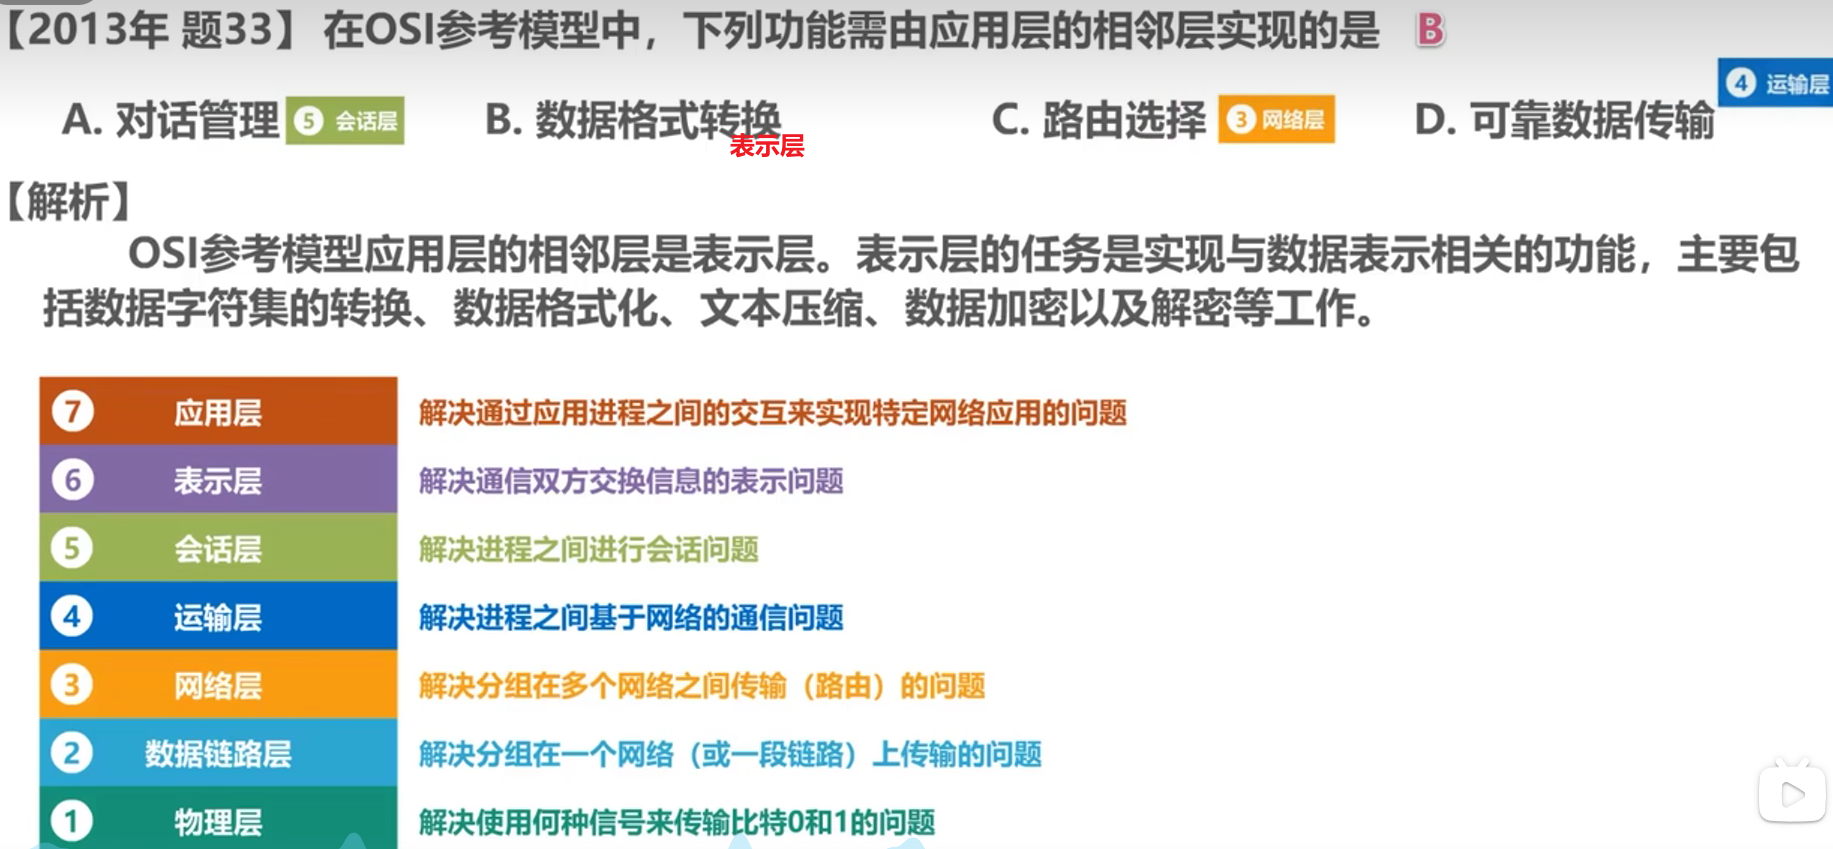 【2013年 题33】在OSI参考模型中，下列功能需由应用层的相邻层实现的是 B
A. 对话管理 5 会话层 B. 数据格式转换 C. 路由选择 3 网络层 D. 可靠数据传输 4 运输层
表示层
【解析】
OSI参考模型应用层的相邻层是表示层。表示层的任务是实现与数据表示相关的功能，主要包
括数据字符集的转换、数据格式化、文本压缩、数据加密以及解密等工作。
7 应用层 解决通过应用进程之间的交互来实现特定网络应用的问题
6 表示层 解决通信双方交换信息的表示问题
5 会话层 解决进程之间进行会话问题
4 运输层 解决进程之间基于网络的通信问题
3 网络层 解决分组在多个网络之间传输（路由）的问题
2 数据链路层 解决分组在一个网络（或一段链路）上传输的问题
1 物理层 解决使用何种信号来传输比特0和1的问题